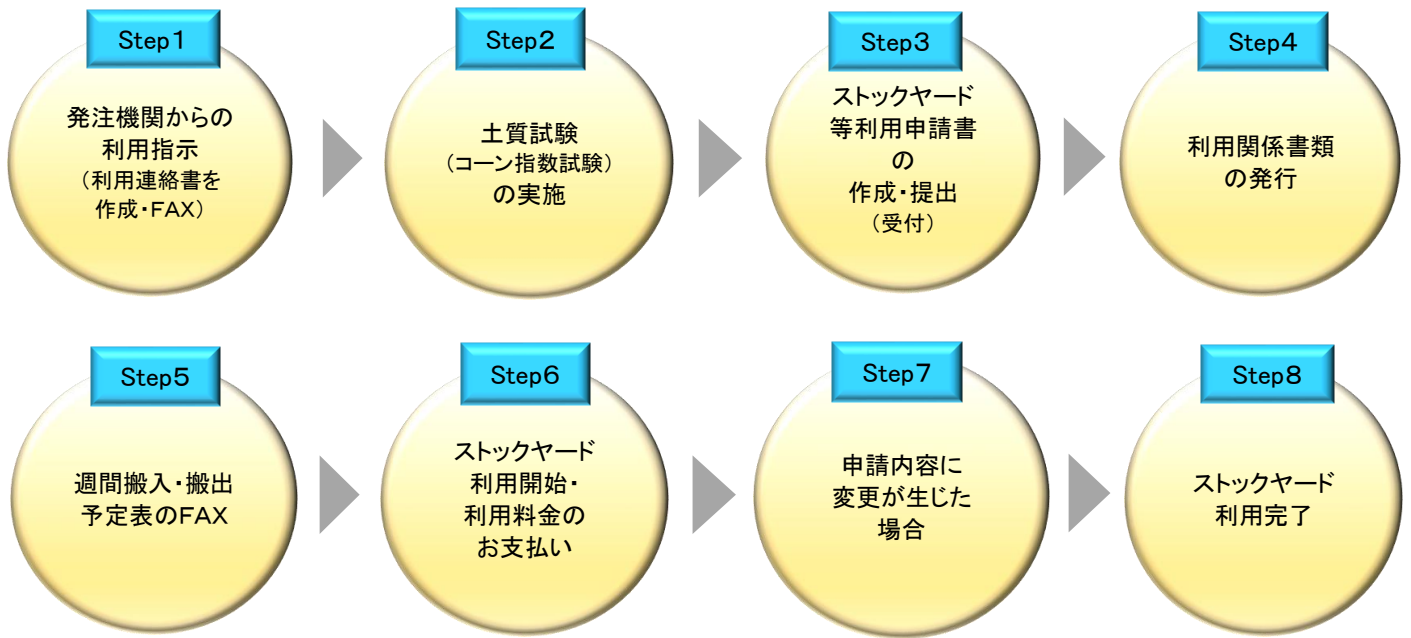 Step1
発注機関からの
利用指示
（利用連絡書を
作成・FAX）
Step2
土質試験
（コーン指数試験）
の実施
Step3
ストックヤード
等利用申請書
の
作成・提出
（受付）
Step4
利用関係書類
の発行
Step5
週間搬入・搬出
予定表のFAX
Step6
ストックヤード
利用開始・
利用料金の
お支払い
Step7
申請内容に
変更が生じた
場合
Step8
ストックヤード
利用完了